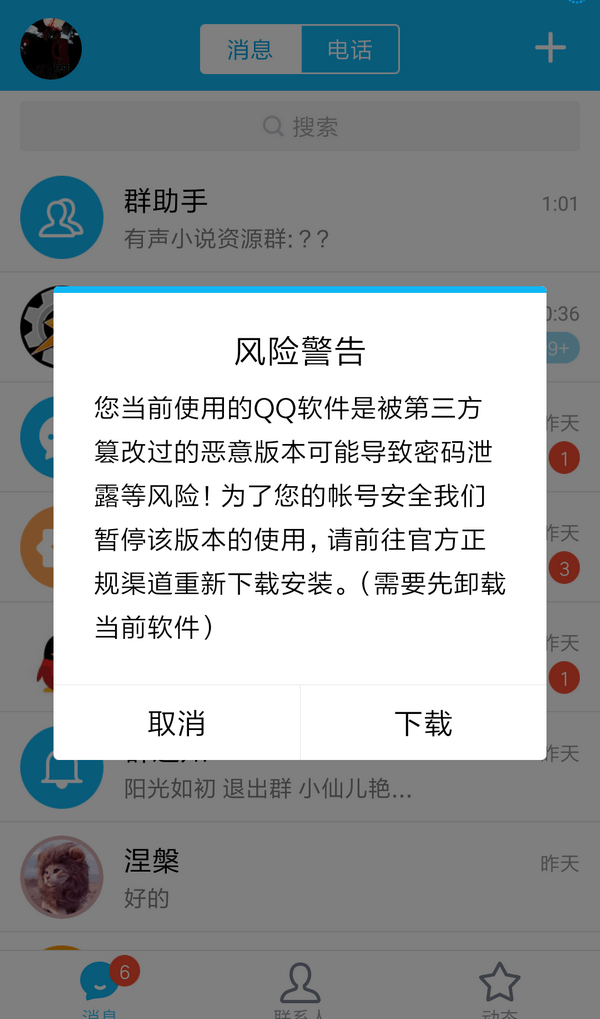 消息
电话
搜索
群助手
1:01
有声小说资源群: ? ?
0:36
9+
风险警告
您当前使用的QQ软件是被第三方
篡改过的恶意版本可能导致密码泄
露等风险！为了您的帐号安全我们
暂停该版本的使用，请前往官方正
规渠道重新下载安装。（需要先卸载
当前软件）
昨天
1
昨天
3
昨天
1
取消
下载
昨天
阳光如初 退出群 小仙儿艳...
涅槃
昨天
好的
6
消息
联系人
动态